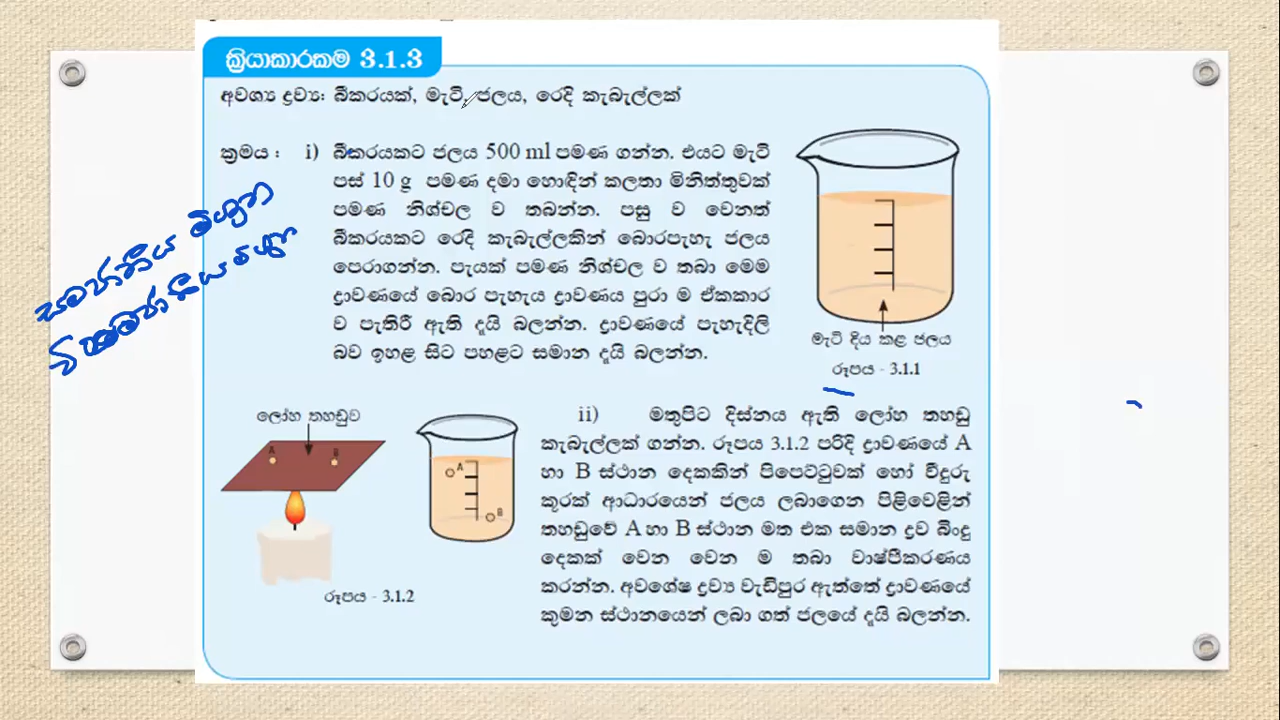 ක්‍රියාකාරකම 3.1.3
අවශ්‍ය ද්‍රව්‍ය: බීකරයක්, මැටි, ජලය, රෙදි කැබැල්ලක්
ක්‍රමය : i) බීකරයකට ජලය 500 ml පමණ ගන්න. එයට මැටි
පස් 10 g පමණ දමා හොඳින් කලතා මිනිත්තුවක්
පමණ නිශ්චල ව තබන්න. පසු ව වෙනත්
බීකරයකට රෙදි කැබැල්ලකින් බොරපැහැ ජලය
පෙරාගන්න. පැයක් පමණ නිශ්චල ව තබා මෙම
ද්‍රාවණයේ බොර පැහැය ද්‍රාවණය පුරා ම ඒකකාර
ව පැතිරී ඇති දැයි බලන්න. ද්‍රාවණයේ පැහැදිලි
බව ඉහළ සිට පහළට සමාන දැයි බලන්න.
සමජාතීය මිශ්‍රන
විෂමජාතීය මිශ්‍රන
මැටි දිය කළ ජලය
රූපය - 3.1.1
ලෝහ තහඩුව
A
B
A
B
රූපය - 3.1.2
ii) මතුපිට දිස්නය ඇති ලෝහ තහඩු
කැබැල්ලක් ගන්න. රූපය 3.1.2 පරිදි ද්‍රාවණයේ A
හා B ස්ථාන දෙකකින් පිපෙට්ටුවක් හෝ වීදුරු
කූරක් ආධාරයෙන් ජලය ලබාගෙන පිළිවෙළින්
තහඩුවේ A හා B ස්ථාන මත එක සමාන ද්‍රව බිංදු
දෙකක් වෙන වෙන ම තබා වාෂ්පීකරණය
කරන්න. අවශේෂ ද්‍රව්‍ය වැඩිපුර ඇත්තේ ද්‍රාවණයේ
කුමන ස්ථානයෙන් ලබා ගත් ජලයේ දැයි බලන්න.